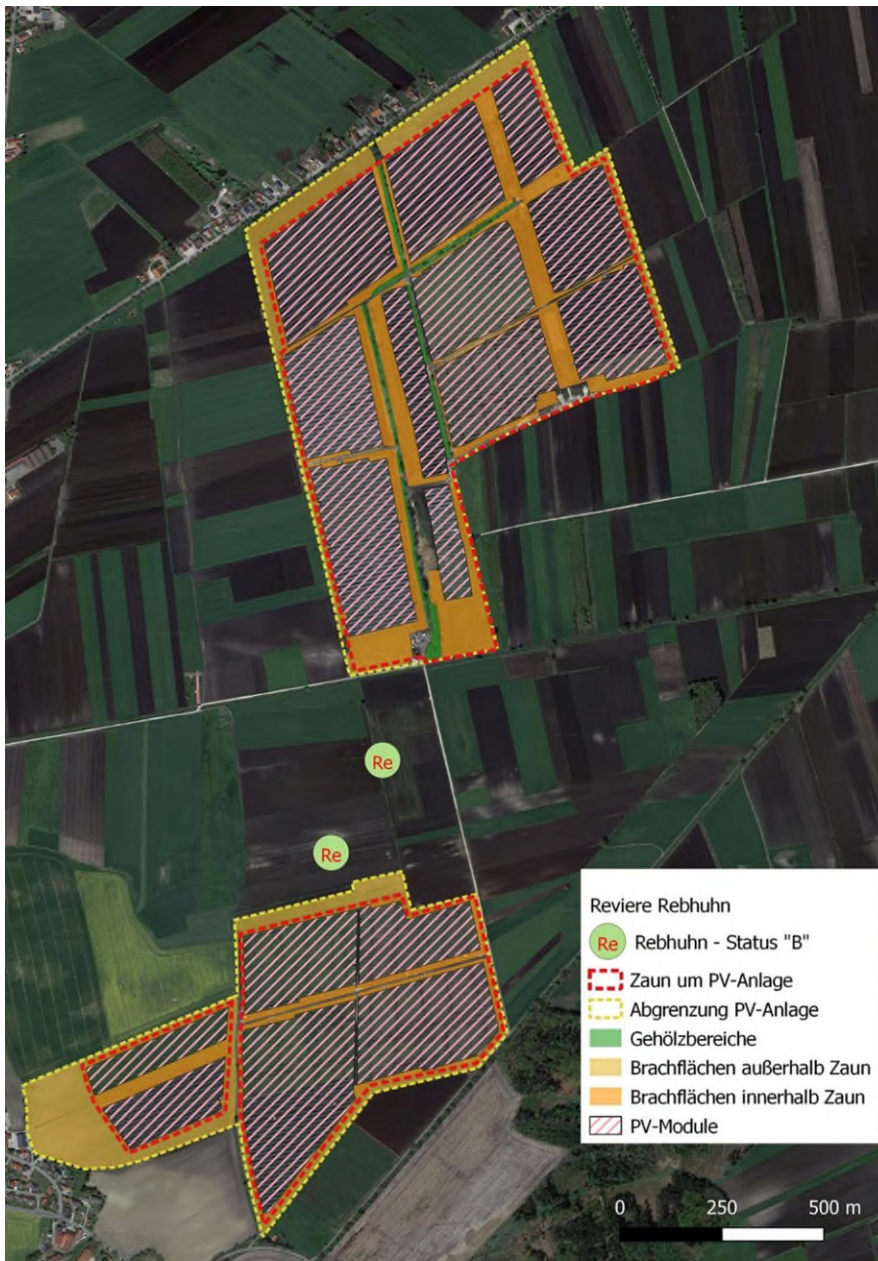 Re
Re
Reviere Rebhuhn
Re Rebhuhn - Status "B"
Zaun um PV-Anlage
Abgrenzung PV-Anlage
Gehölzbereiche
Brachflächen außerhalb Zaun
Brachflächen innerhalb Zaun
PV-Module
0 250 500 m